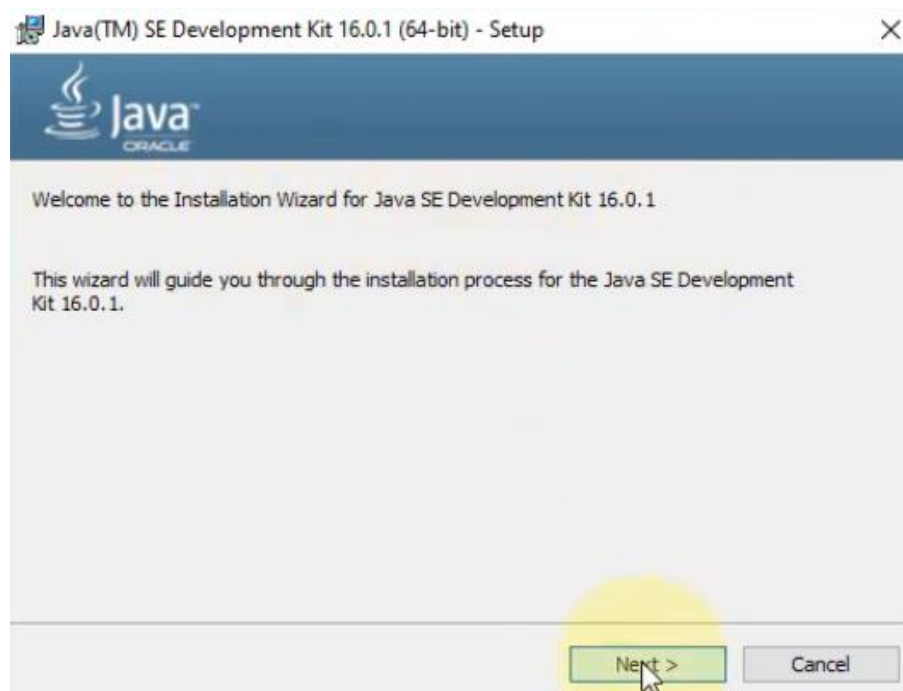 Java(TM) SE Development Kit 16.0.1 (64-bit) - Setup
Java™
ORACLE
Welcome to the Installation Wizard for Java SE Development Kit 16.0.1
This wizard will guide you through the installation process for the Java SE Development
Kit 16.0.1.
Next >
Cancel